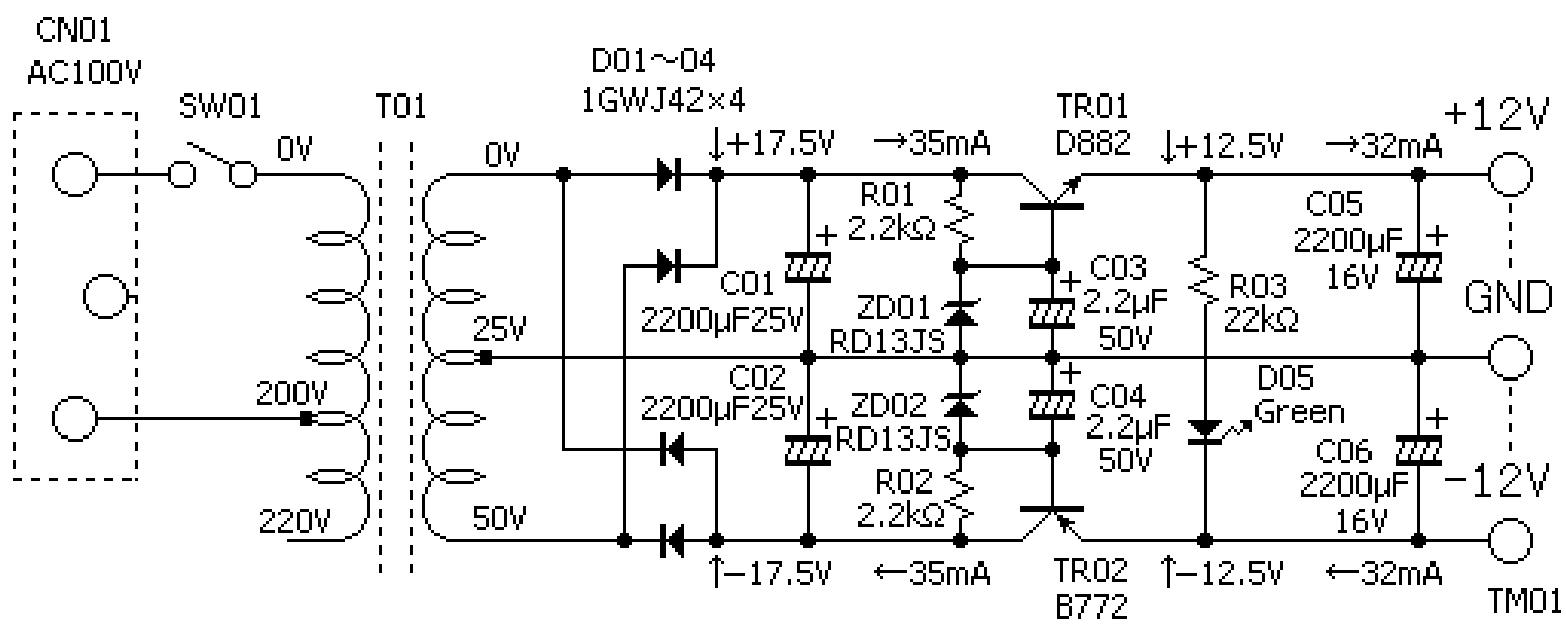 CN01
AC100V
SW01
T01
D01～04
1GWJ42×4
TR01
D882
+12V
0V
0V
↓+17.5V
→35mA
↓+12.5V
→32mA
R01
2.2kΩ
C05
2200μF
16V
+
+
C01
2200μF25V
ZD01
RD13JS
+
C03
2.2μF
50V
R03
22kΩ
GND
25V
200V
C02
2200μF25V
+
ZD02
RD13JS
+
C04
2.2μF
50V
D05
Green
+
C06
2200μF
16V
-12V
R02
2.2kΩ
220V
50V
↑-17.5V
←35mA
TR02
B772
↑-12.5V
←32mA
TM01